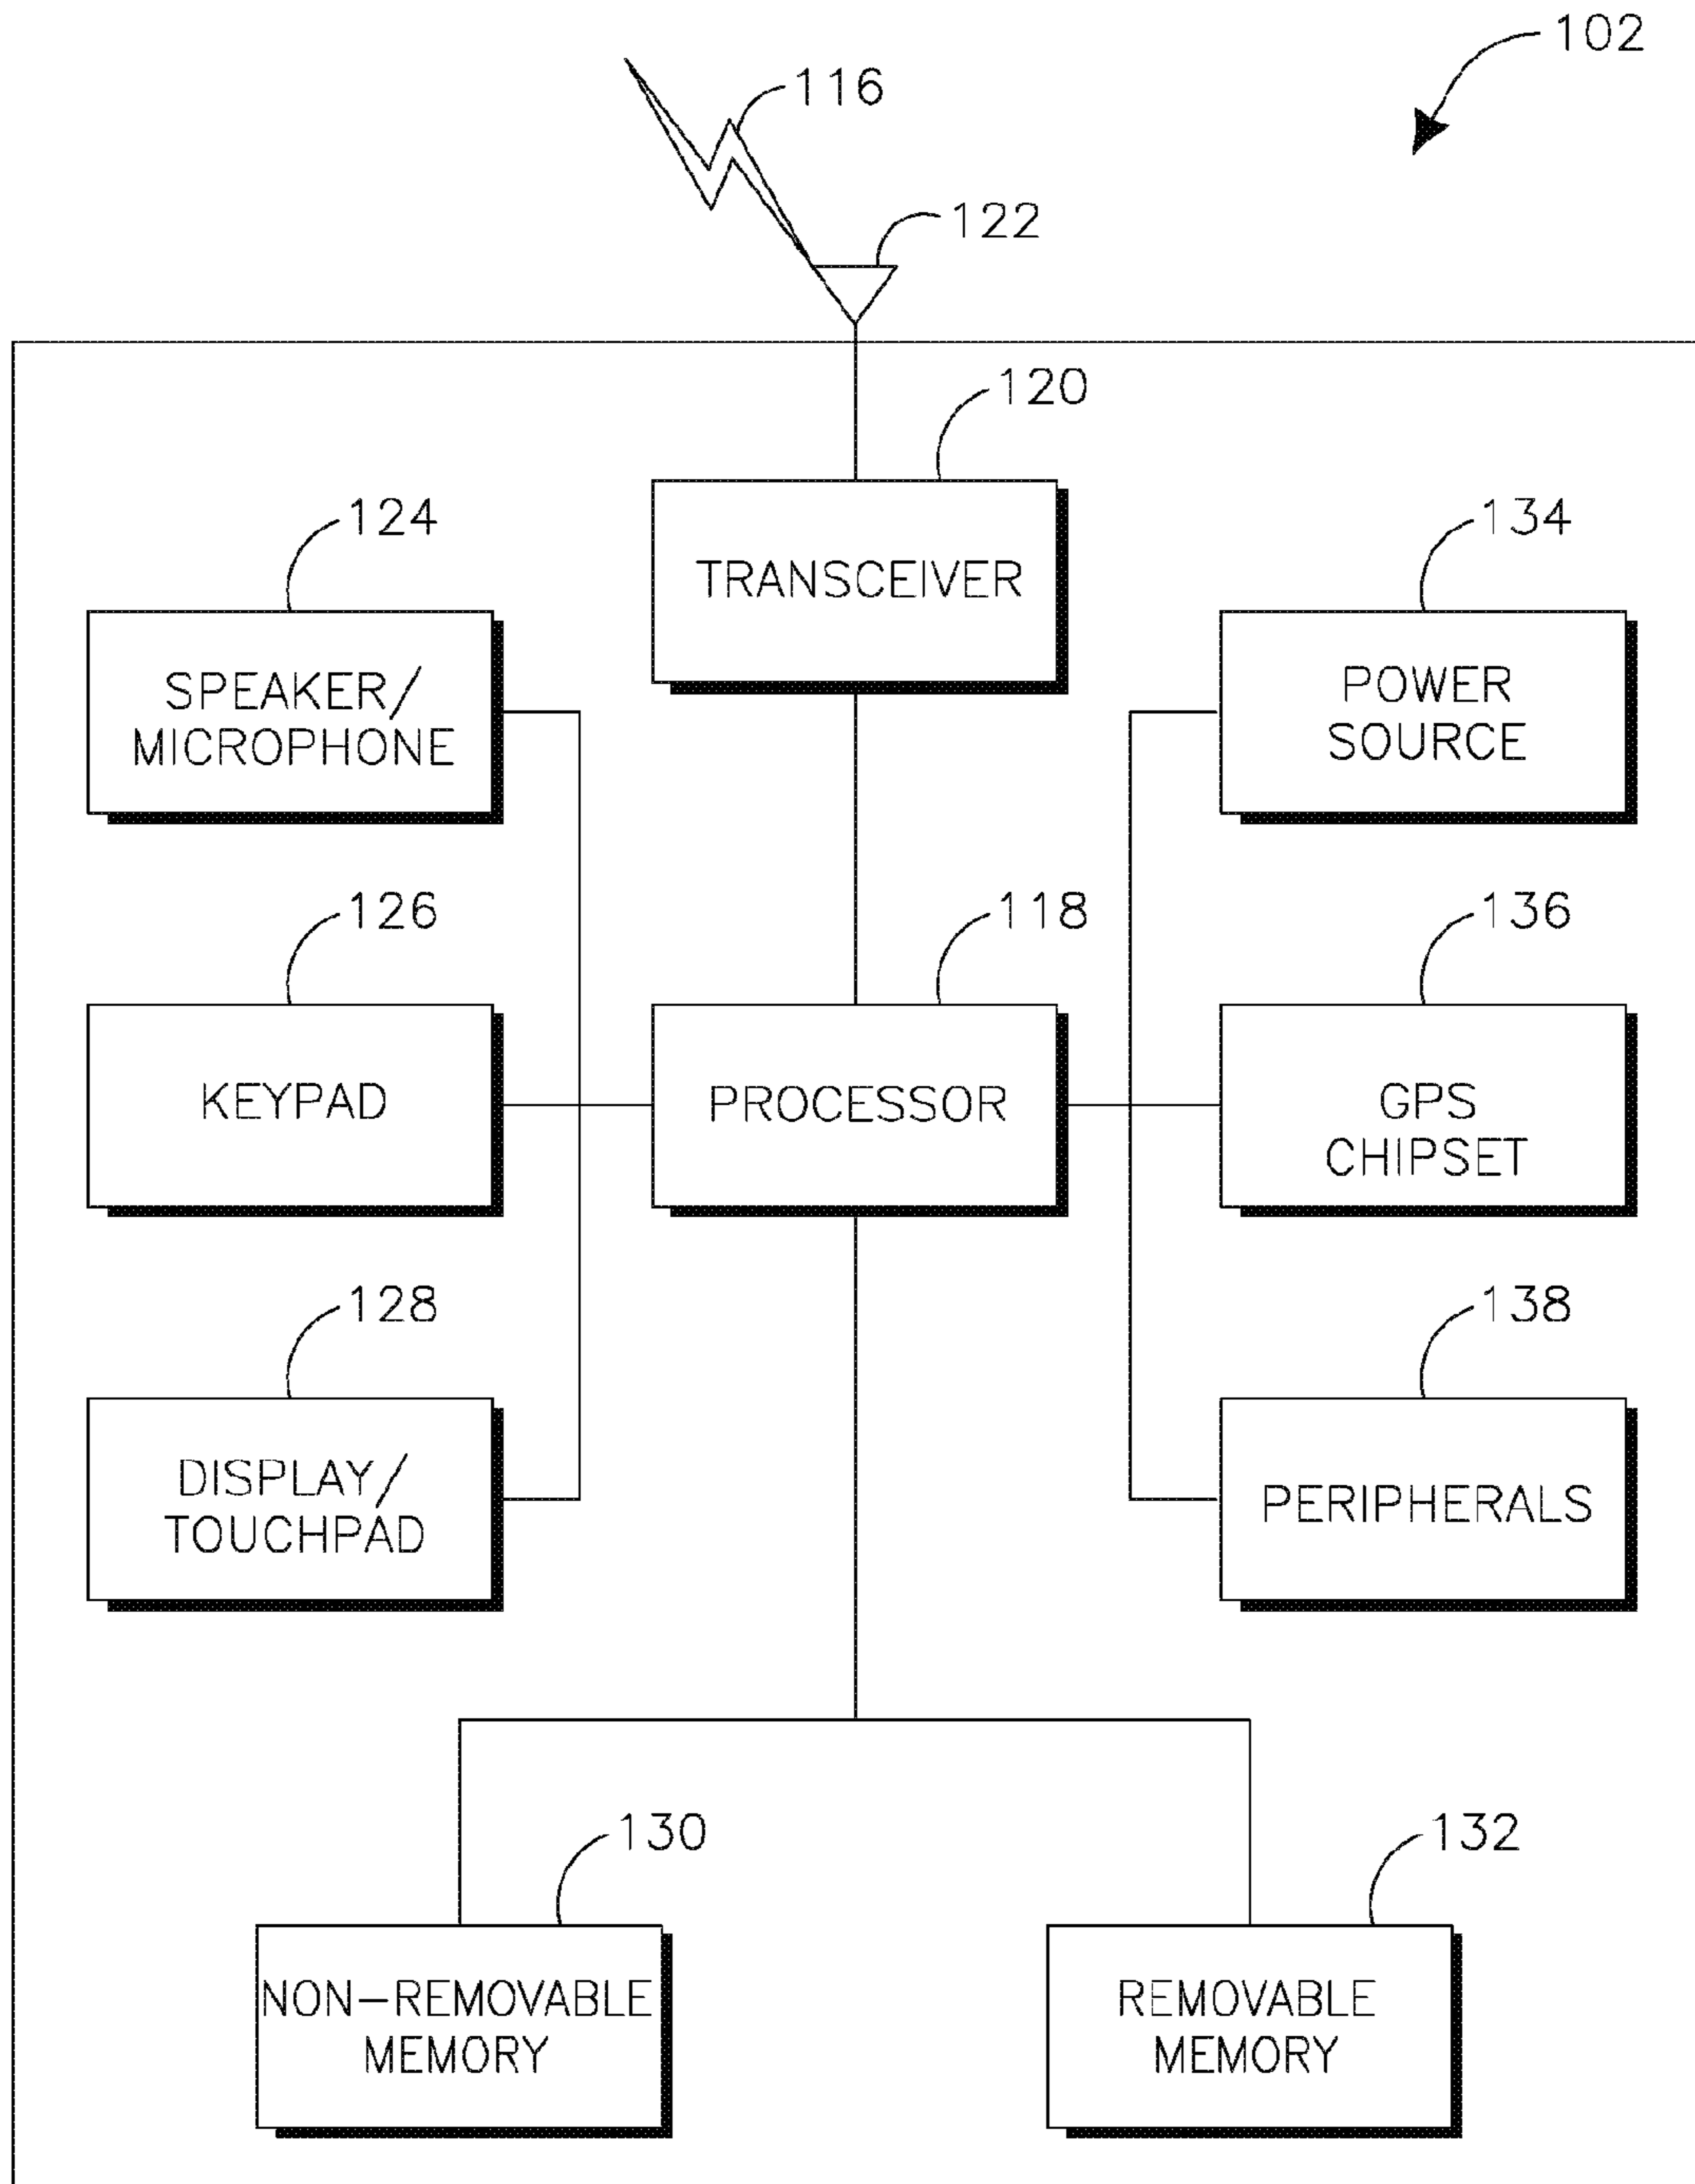 102
116
122
120
TRANSCEIVER
124
SPEAKER/
MICROPHONE
134
POWER
SOURCE
126
KEYPAD
118
PROCESSOR
136
GPS
CHIPSET
128
DISPLAY/
TOUCHPAD
138
PERIPHERALS
130
NON-REMOVABLE
MEMORY
132
REMOVABLE
MEMORY